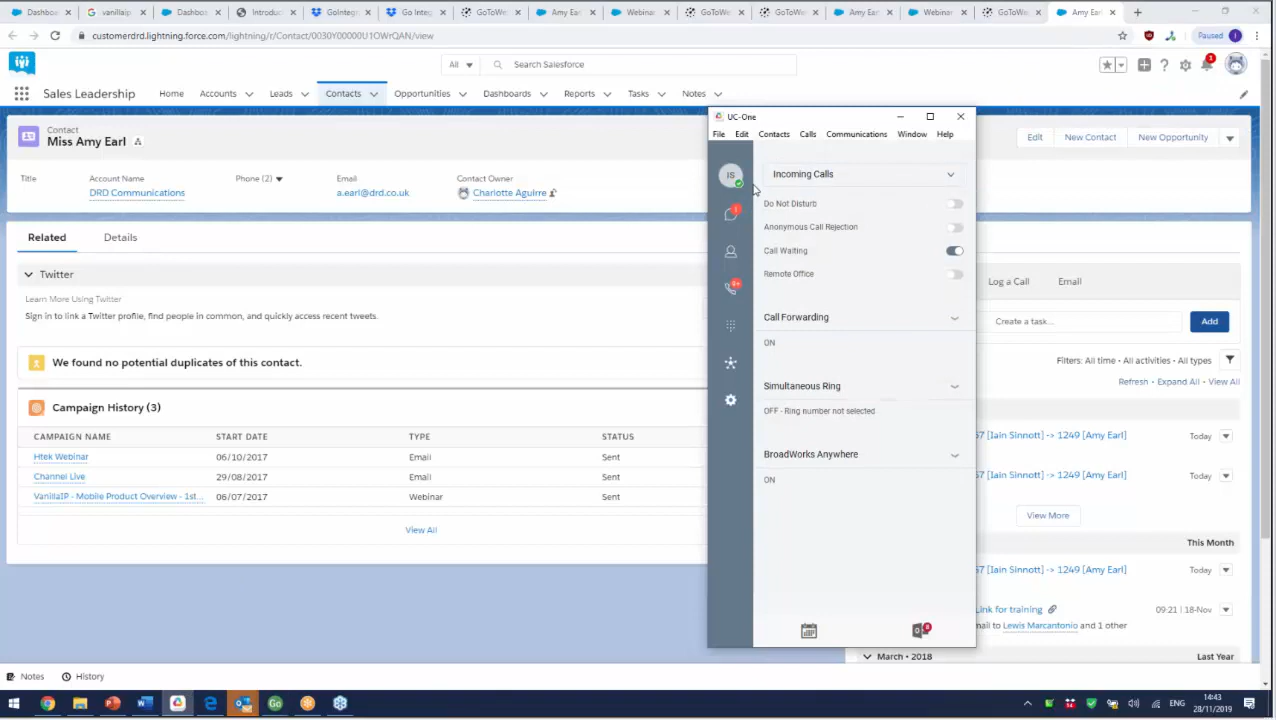 Dashboa
vanillaip
Dashbo
Introduc
GoInteg
Go Integ
GoToWe
Amy Ear
Webinar
GoToWe
GoToWe
Amy Ear
Webinar
GoToWe
Amy Ear
customerdrd.lightning.force.com/lightning/r/Contact/0030Y00000U1OWrQAN/view
Paused
All
Search Salesforce
1
Sales Leadership
Home
Accounts
Leads
Contacts
Opportunities
Dashboards
Reports
Tasks
Notes
Contact
Miss Amy Earl
Edit
New Contact
New Opportunity
Title
Account Name
DRD Communications
Phone (2)
Email
a.earl@drd.co.uk
Contact Owner
Charlotte Aguirre
Related
Details
Twitter
Learn More Using Twitter
Sign in to link a Twitter profile, find people in common, and quickly access recent tweets.
We found no potential duplicates of this contact.
Campaign History (3)
CAMPAIGN NAME START DATE TYPE STATUS
Htek Webinar 06/10/2017 Email Sent
Channel Live 29/08/2017 Email Sent
VanillaIP - Mobile Product Overview - 1st... 06/07/2017 Webinar Sent
View All
UC-One
File Edit Contacts Calls Communications Window Help
IS
Incoming Calls
Do Not Disturb
Anonymous Call Rejection
Call Waiting
Remote Office
Call Forwarding
ON
Simultaneous Ring
OFF - Ring number not selected
BroadWorks Anywhere
ON
Log a Call
Email
Create a task...
Add
Filters: All time • All activities • All types
Refresh • Expand All • View All
57 [Iain Sinnott] -> 1249 [Amy Earl] Today
57 [Iain Sinnott] -> 1249 [Amy Earl] Today
View More
This Month
57 [Iain Sinnott] -> 1249 [Amy Earl] Today
Link for training 09:21 | 18-Nov
mail to Lewis Marcantonio and 1 other
March • 2018 Last Year
Notes
History
ENG
14:43
28/11/2019